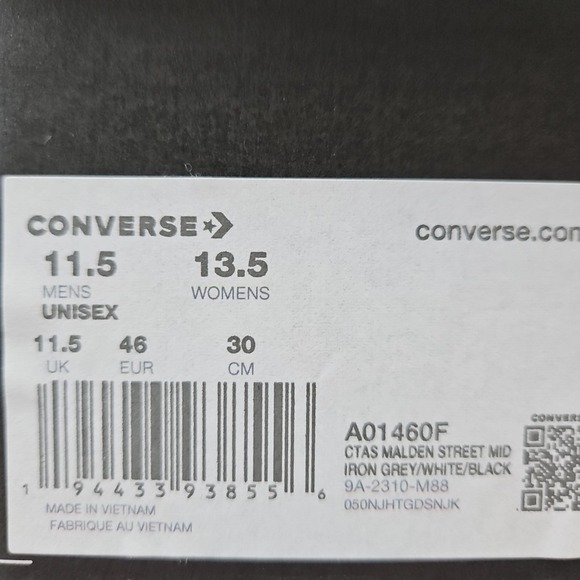 CONVERSE
converse.com
11.5 13.5
MENS WOMENS
UNISEX
11.5 46 30
UK EUR CM
1 94433 93855 6
MADE IN VIETNAM
FABRIQUE AU VIETNAM
A01460F
CTAS MALDEN STREET MID
IRON GREY/WHITE/BLACK
9A-2310-M88
050NJHTGDSNJK
CONVERS